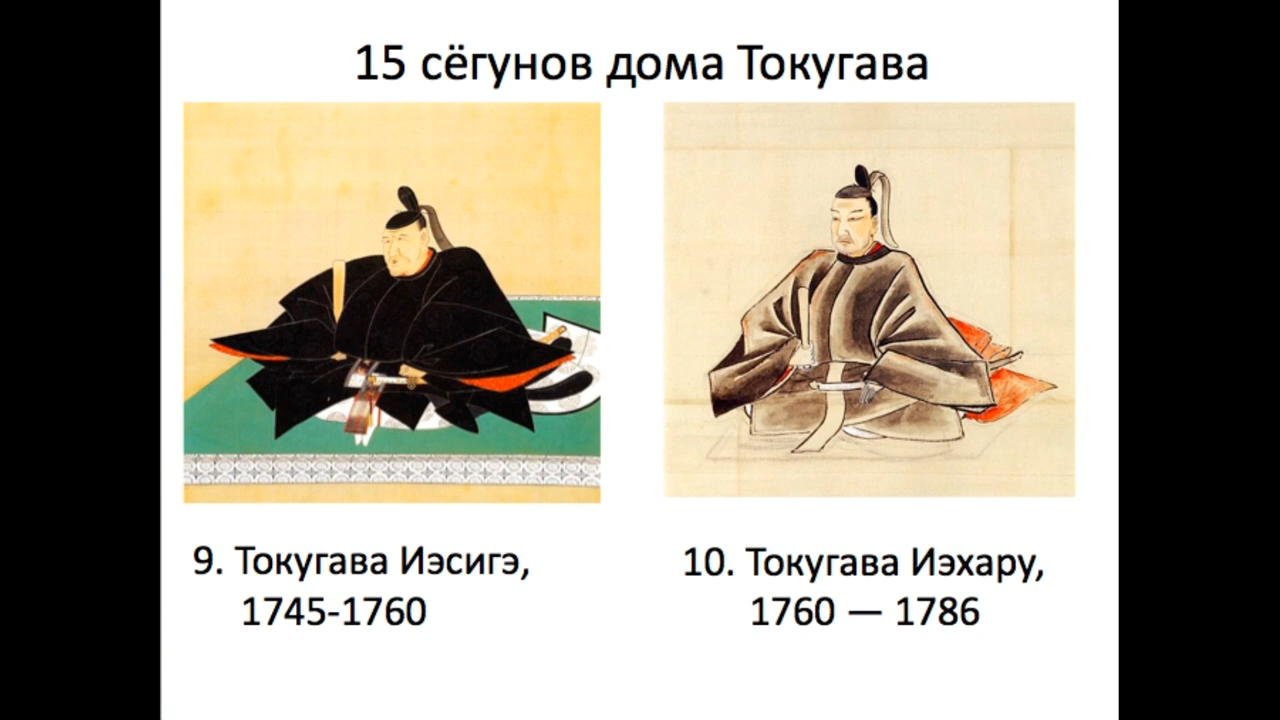 15 сёгунов дома Токугава
9. Токугава Иэсигэ,
1745-1760
10. Токугава Иэхару,
1760 — 1786